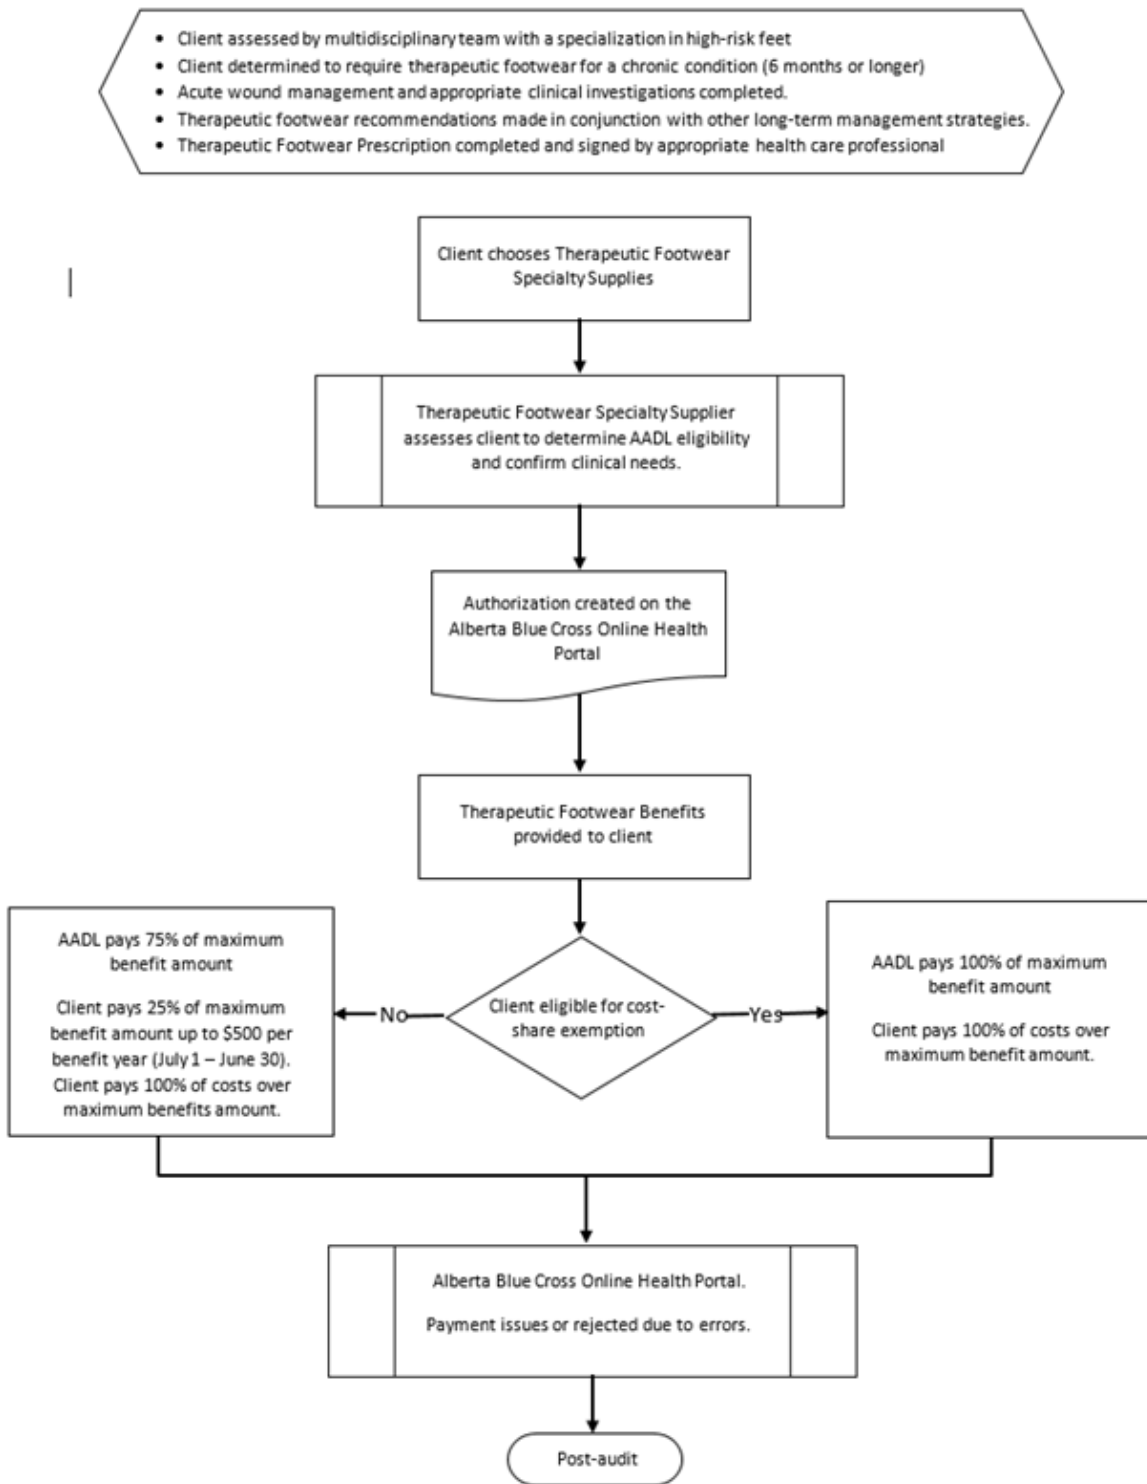 • Client assessed by multidisciplinary team with a specialization in high-risk feet
• Client determined to require therapeutic footwear for a chronic condition (6 months or longer)
• Acute wound management and appropriate clinical investigations completed.
• Therapeutic footwear recommendations made in conjunction with other long-term management strategies.
• Therapeutic Footwear Prescription completed and signed by appropriate health care professional
Client chooses Therapeutic Footwear
Specialty Supplies
Therapeutic Footwear Specialty Supplier
assesses client to determine AADL eligibility
and confirm clinical needs.
Authorization created on the
Alberta Blue Cross Online Health
Portal
Therapeutic Footwear Benefits
provided to client
AADL pays 75% of maximum
benefit amount
Client pays 25% of maximum
benefit amount up to $500 per
benefit year (July 1 – June 30).
Client pays 100% of costs over
maximum benefits amount.
No
Client eligible for cost-
share exemption
Yes
AADL pays 100% of maximum
benefit amount
Client pays 100% of costs over
maximum benefit amount.
Alberta Blue Cross Online Health Portal.
Payment issues or rejected due to errors.
Post-audit